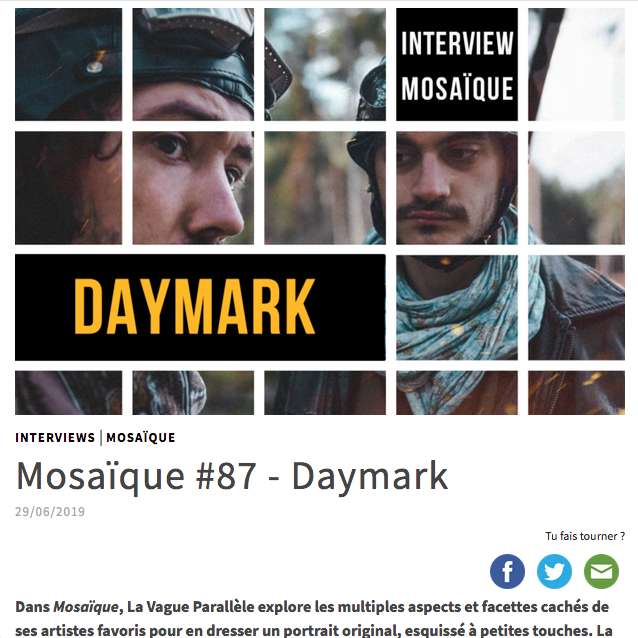 INTERVIEW
MOSAÏQUE
DAYMARK
INTERVIEWS | MOSAÏQUE
Mosaïque #87 - Daymark
29/06/2019
Tu fais tourner ?
Dans Mosaïque, La Vague Parallèle explore les multiples aspects et facettes cachés de
ses artistes favoris pour en dresser un portrait original, esquissé à petites touches. La